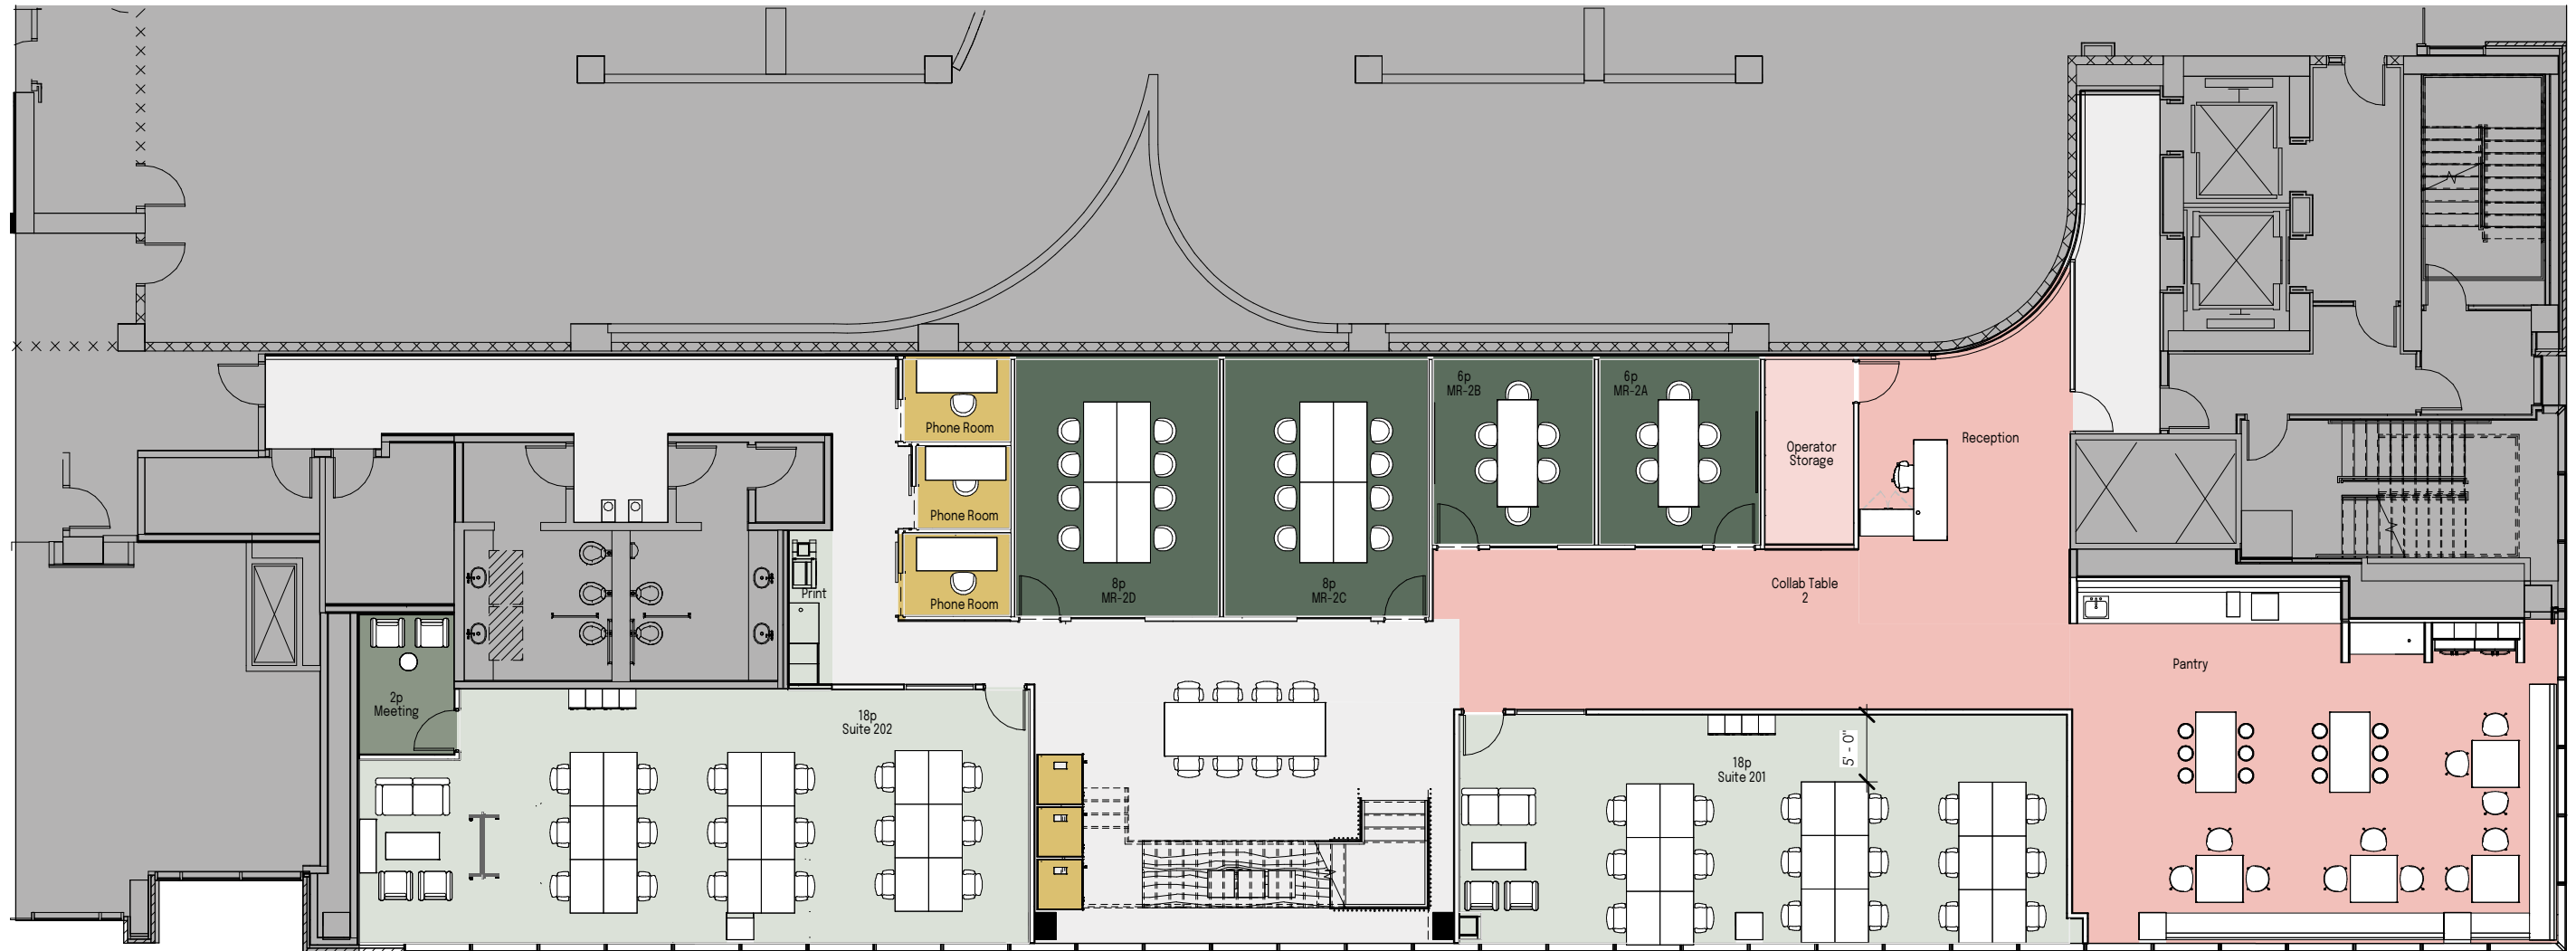 6p
MR-2B
6p
MR-2A
Phone Room
Reception
Operator
Storage
Phone Room
8p
MR-2D
8p
MR-2C
Collab Table
2
Print
Phone Room
Pantry
2p
Meeting
18p
Suite 202
18p
Suite 201
5' - 0"